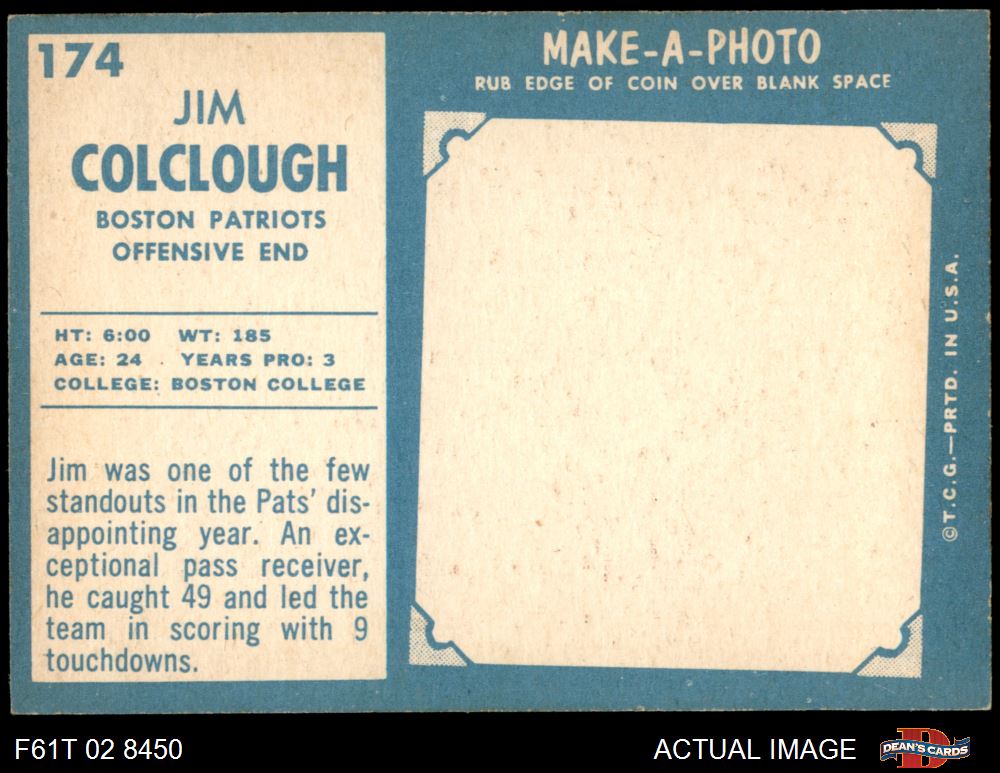 174
JIM
COLCLOUGH
BOSTON PATRIOTS
OFFENSIVE END
HT: 6:00 WT: 185
AGE: 24 YEARS PRO: 3
COLLEGE: BOSTON COLLEGE
Jim was one of the few
standouts in the Pats' dis-
appointing year. An ex-
ceptional pass receiver,
he caught 49 and led the
team in scoring with 9
touchdowns.
MAKE-A-PHOTO
RUB EDGE OF COIN OVER BLANK SPACE
©T.C.G.—PRTD. IN U.S.A.
F61T 02 8450
ACTUAL IMAGE
DEAN'S CARDS